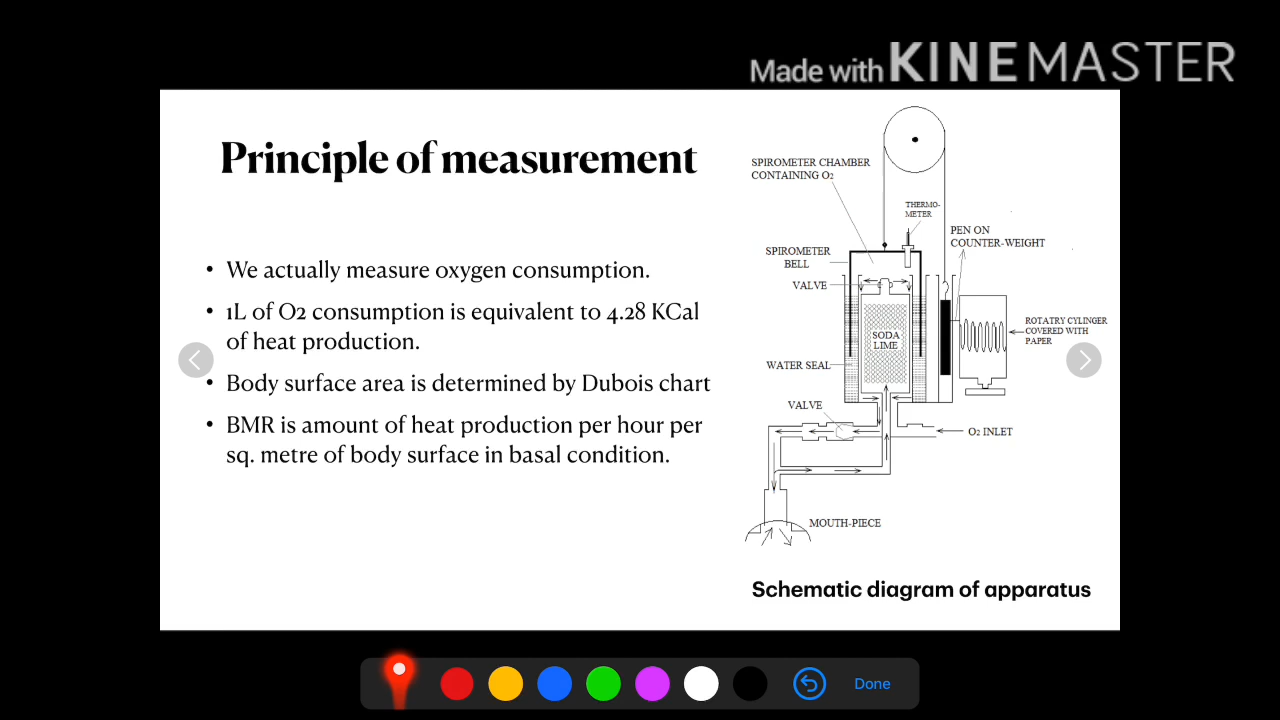 Made with KINEMASTER
Principle of measurement
• We actually measure oxygen consumption.
• 1L of O2 consumption is equivalent to 4.28 KCal
of heat production.
• Body surface area is determined by Dubois chart
• BMR is amount of heat production per hour per
sq. metre of body surface in basal condition.
SPIROMETER CHAMBER
CONTAINING O2
THERMO-
METER
PEN ON
COUNTER-WEIGHT
SPIROMETER
BELL
VALVE
SODA
LIME
ROTATRY CYLINGER
COVERED WITH
PAPER
WATER SEAL
VALVE
O2 INLET
MOUTH-PIECE
Schematic diagram of apparatus
Done